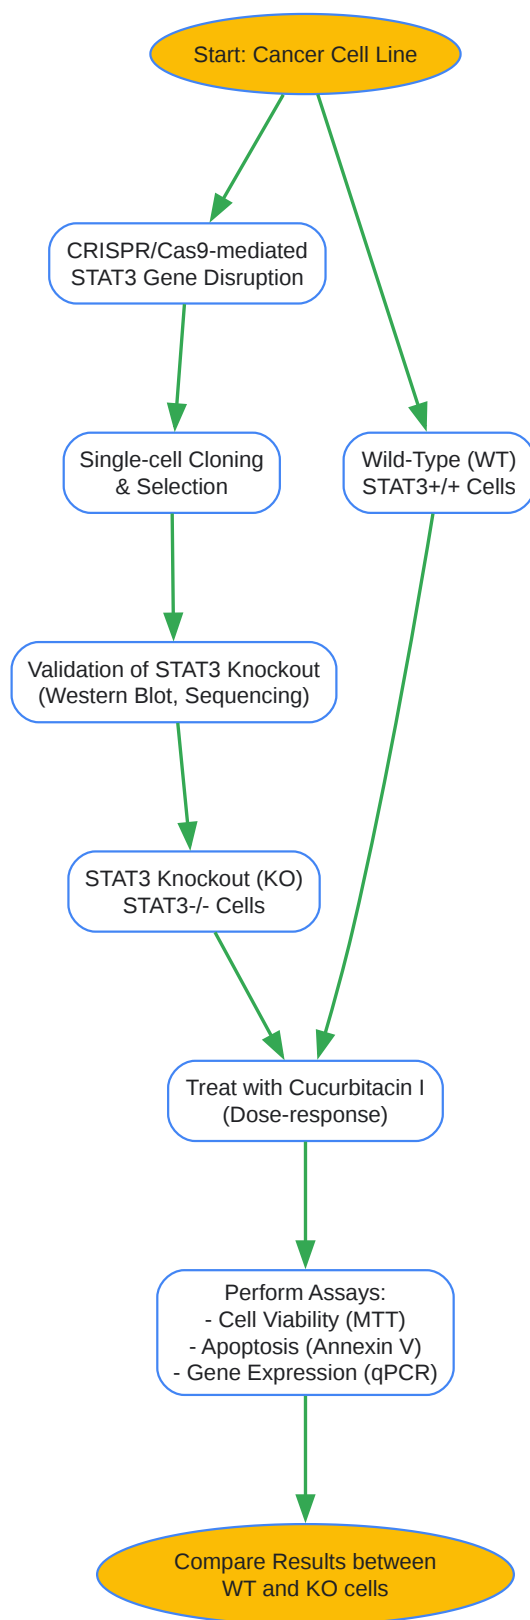 Start: Cancer Cell Line
CRISPR/Cas9-mediated
STAT3 Gene Disruption
Single-cell Cloning
& Selection
Wild-Type (WT)
STAT3+/+ Cells
Validation of STAT3 Knockout
(Western Blot, Sequencing)
STAT3 Knockout (KO)
STAT3-/- Cells
Treat with Cucurbitacin I
(Dose-response)
Perform Assays:
- Cell Viability (MTT)
- Apoptosis (Annexin V)
- Gene Expression (qPCR)
Compare Results between
WT and KO cells